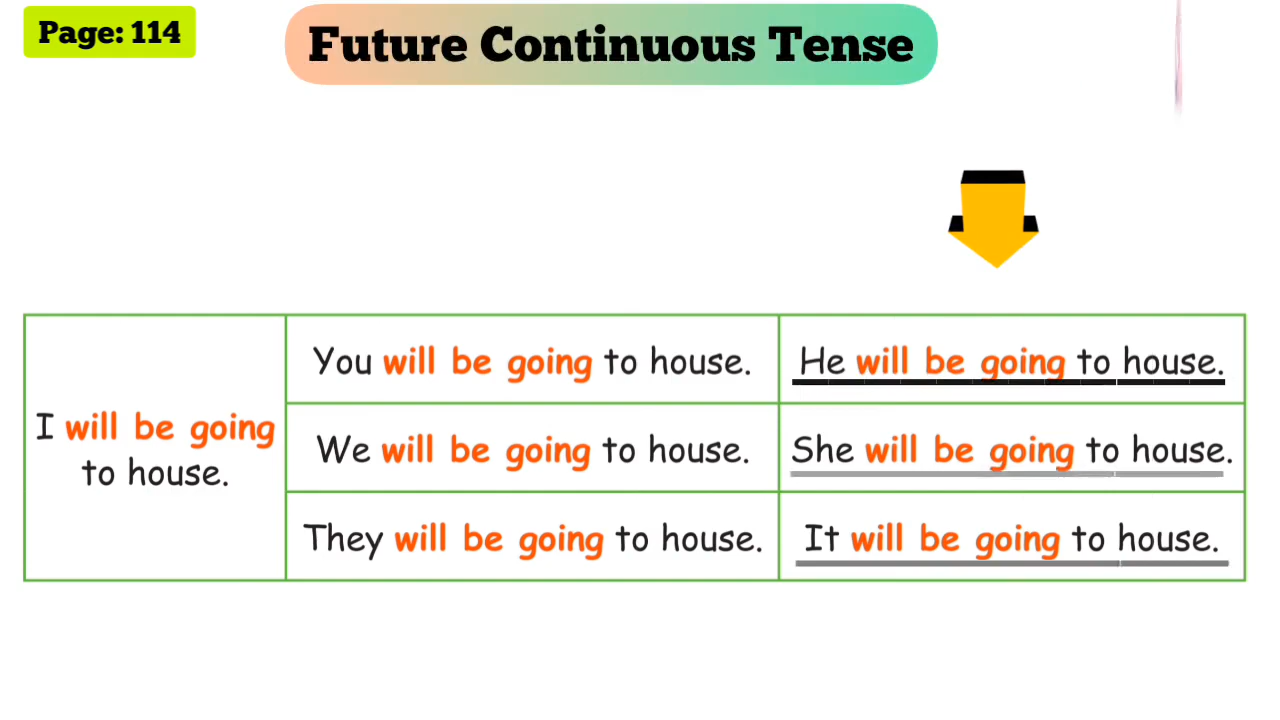 Page: 114
Future Continuous Tense
I will be going
to house.
You will be going to house.
We will be going to house.
They will be going to house.
He will be going to house.
She will be going to house.
It will be going to house.